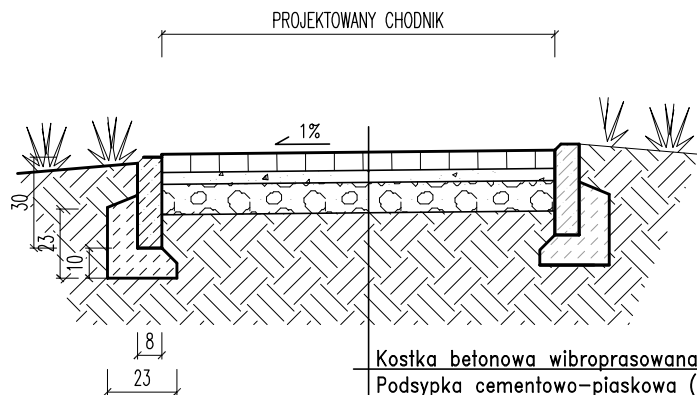 PROJEKTOWANY CHODNIK
1%
30
23
10
8
23
Kostka betonowa wibroprasowana
Podsypka cementowo-piaskowa (